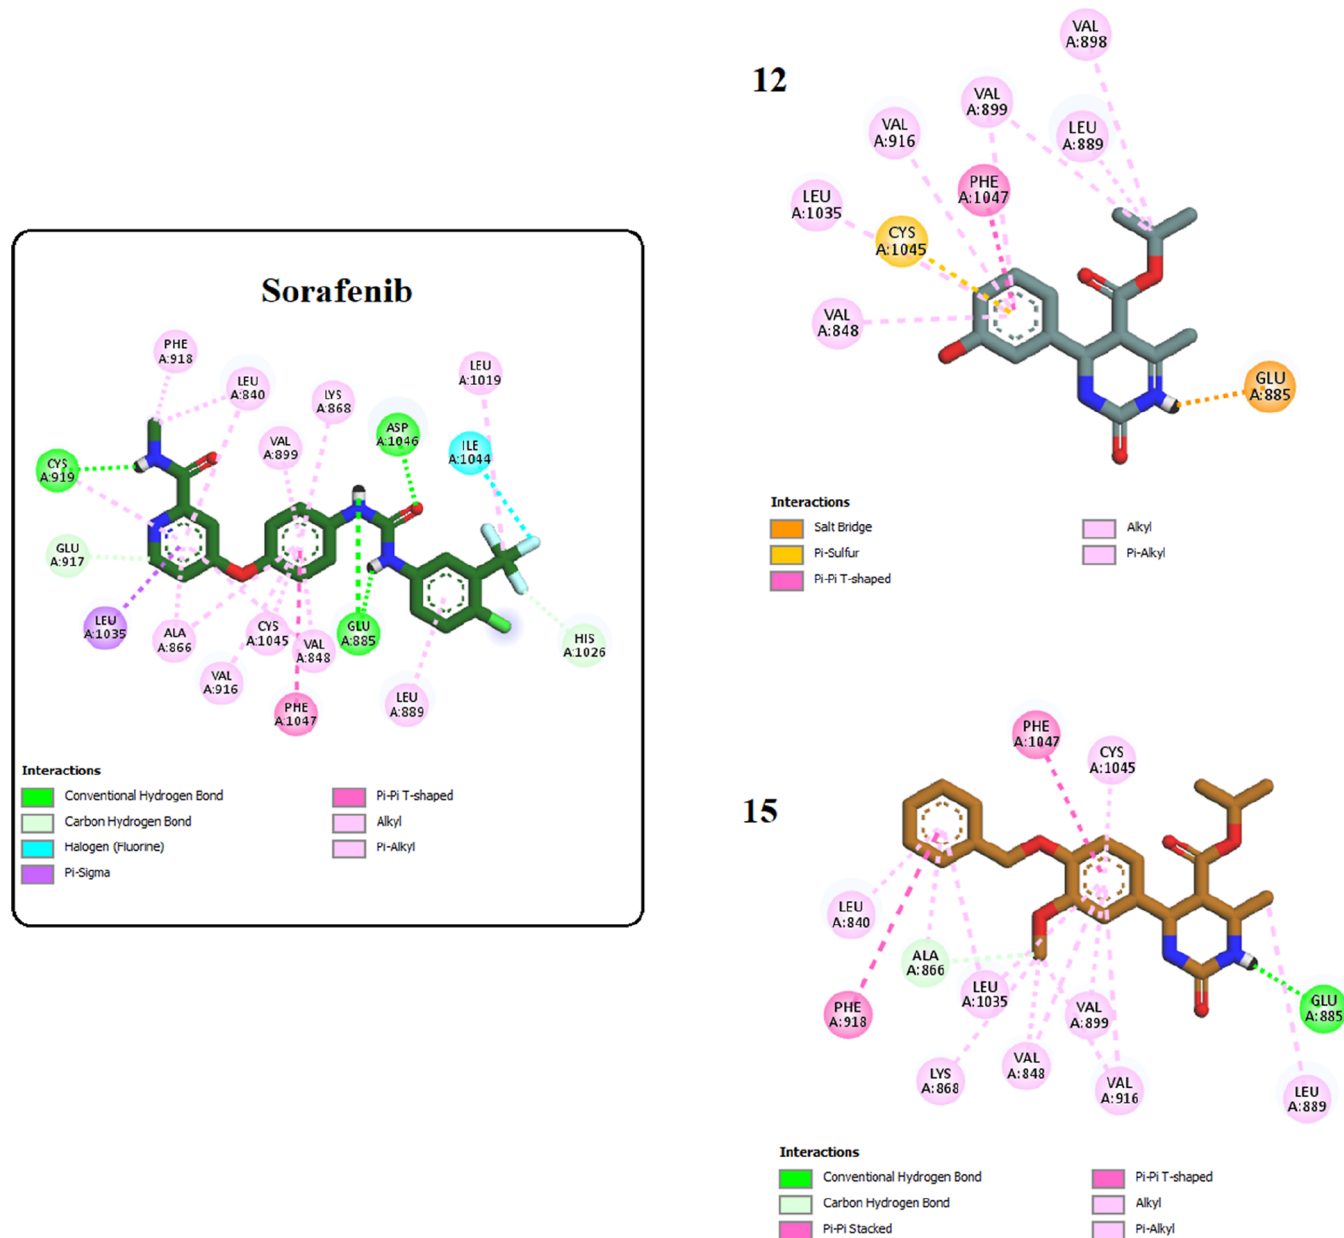 Sorafenib
PHE
A:918
LEU
A:840
LYS
A:868
LEU
A:1019
VAL
A:899
ASP
A:1046
ILE
A:1044
CYS
A:919
GLU
A:917
LEU
A:1035
ALA
A:866
CYS
A:1045
VAL
A:848
GLU
A:885
HIS
A:1026
VAL
A:916
PHE
A:1047
LEU
A:889
Interactions
Conventional Hydrogen Bond
Carbon Hydrogen Bond
Halogen (Fluorine)
Pi-Sigma
Pi-Pi T-shaped
Alkyl
Pi-Alkyl
12
VAL
A:898
VAL
A:899
LEU
A:889
VAL
A:916
PHE
A:1047
LEU
A:1035
CYS
A:1045
VAL
A:848
GLU
A:885
Interactions
Salt Bridge
Pi-Sulfur
Pi-Pi T-shaped
Alkyl
Pi-Alkyl
15
PHE
A:1047
CYS
A:1045
LEU
A:840
ALA
A:866
LEU
A:1035
PHE
A:918
VAL
A:899
GLU
A:885
LYS
A:868
VAL
A:848
VAL
A:916
LEU
A:889
Interactions
Conventional Hydrogen Bond
Carbon Hydrogen Bond
Pi-Pi Stacked
Pi-Pi T-shaped
Alkyl
Pi-Alkyl